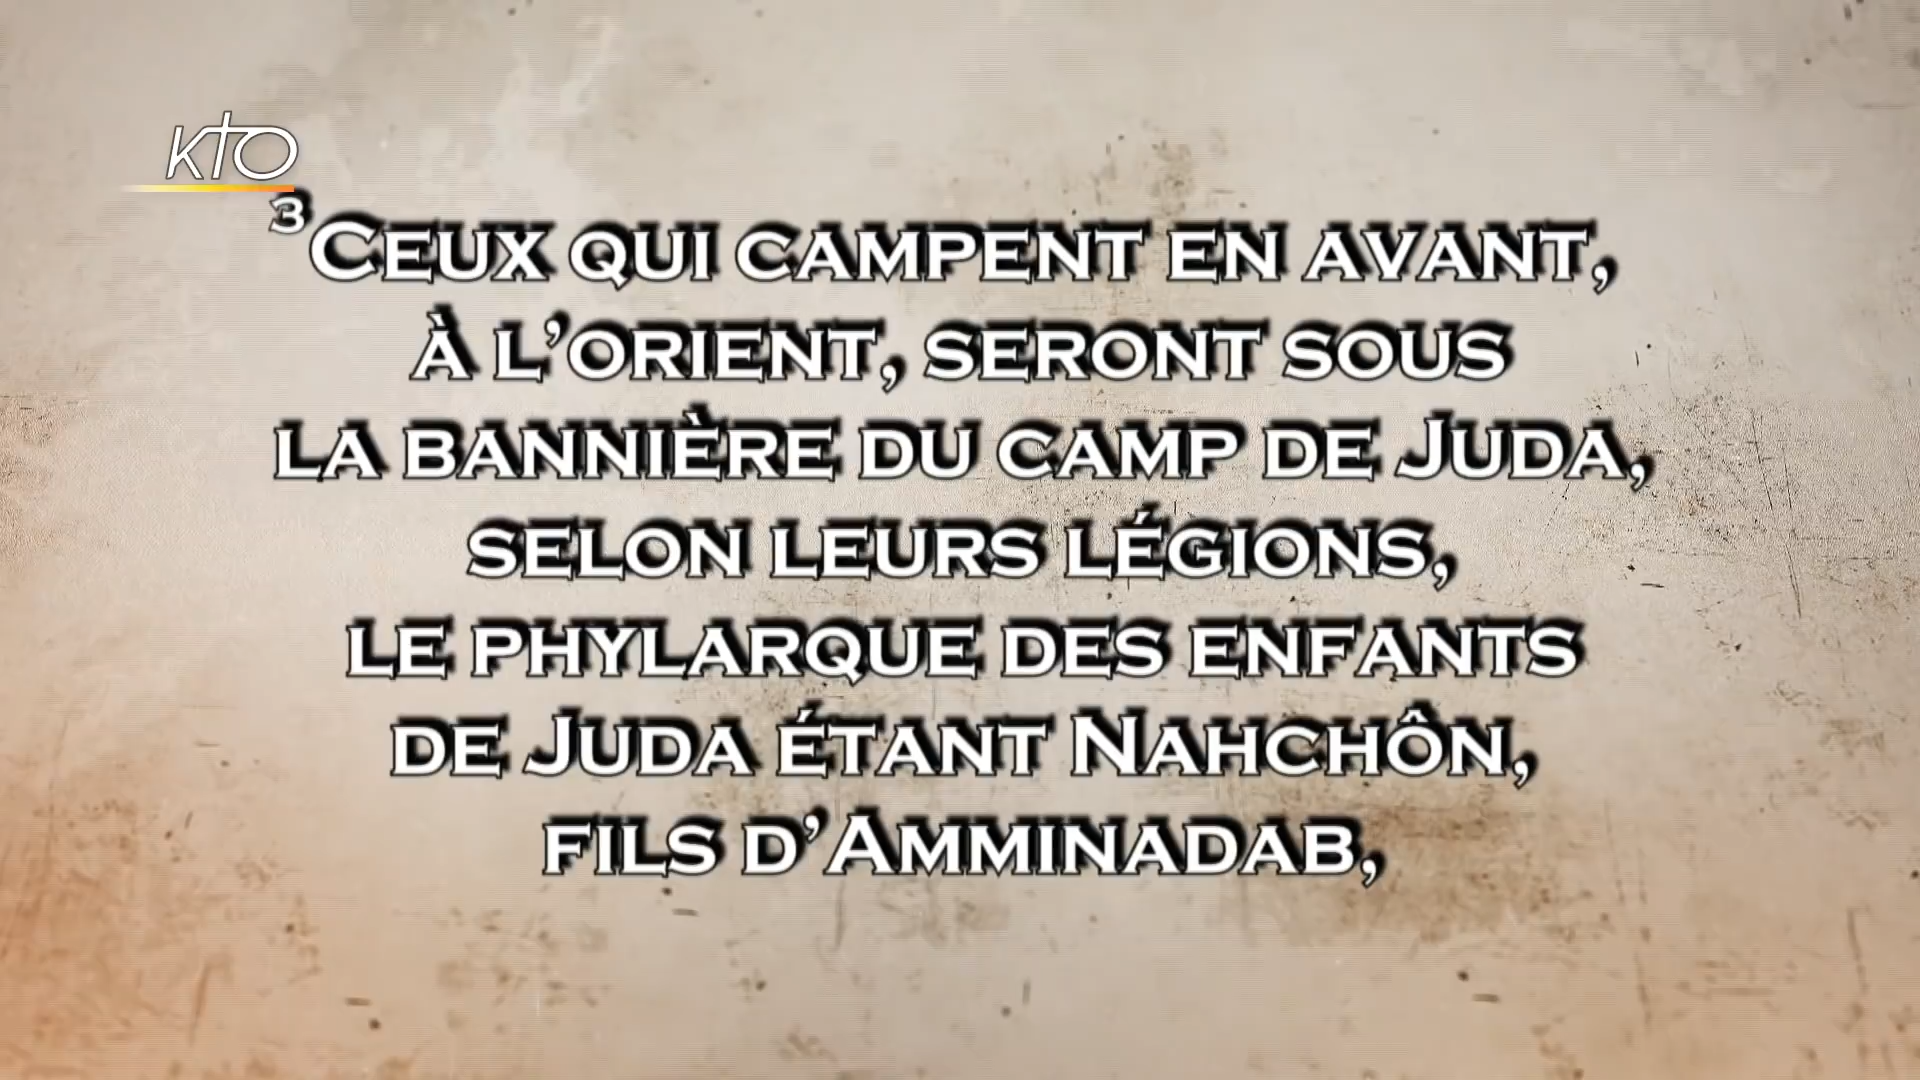 KTO
³Ceux qui campent en avant,
à l’orient, seront sous
la bannière du camp de Juda,
selon leurs légions,
le phylarque des enfants
de Juda étant Nahchôn,
fils d’Amminadab,